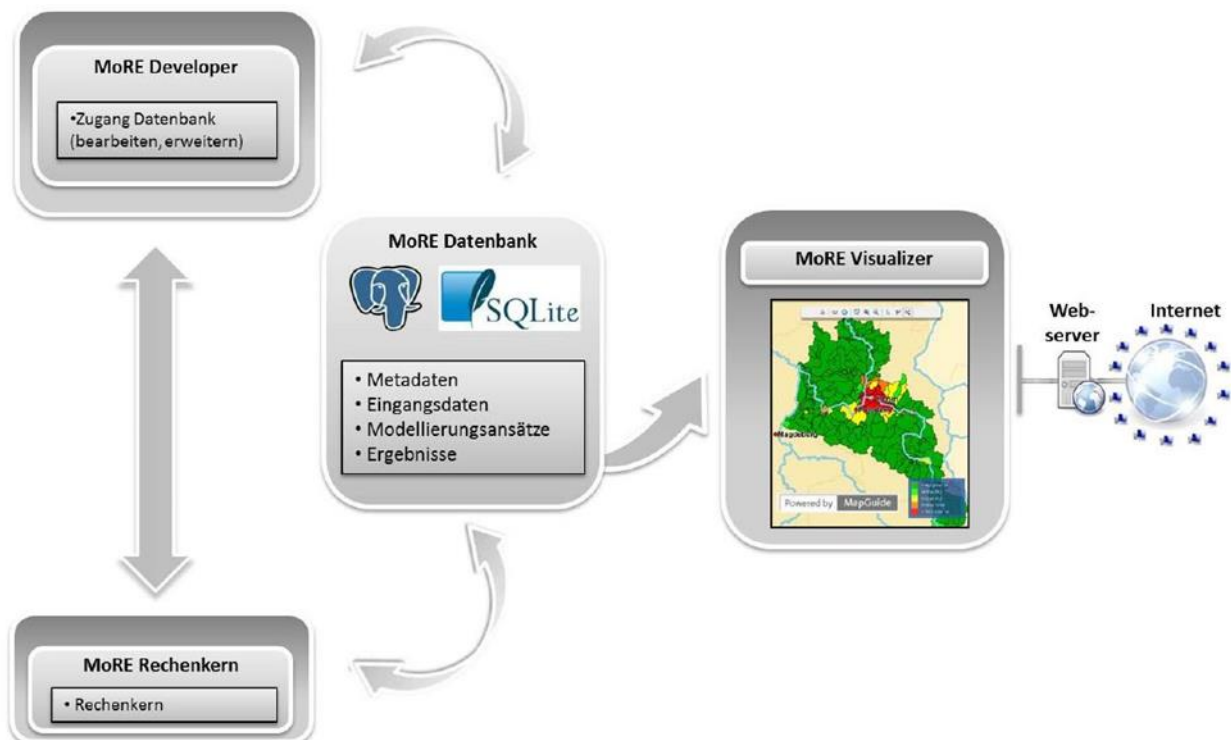 MoRE Developer
•Zugang Datenbank
(bearbeiten, erweitern)
MoRE Datenbank
SQLite
• Metadaten
• Eingangsdaten
• Modellierungsansätze
• Ergebnisse
MoRE Visualizer
Magdeburg
Powered by MapGuide
Web-
server
Internet
MoRE Rechenkern
• Rechenkern